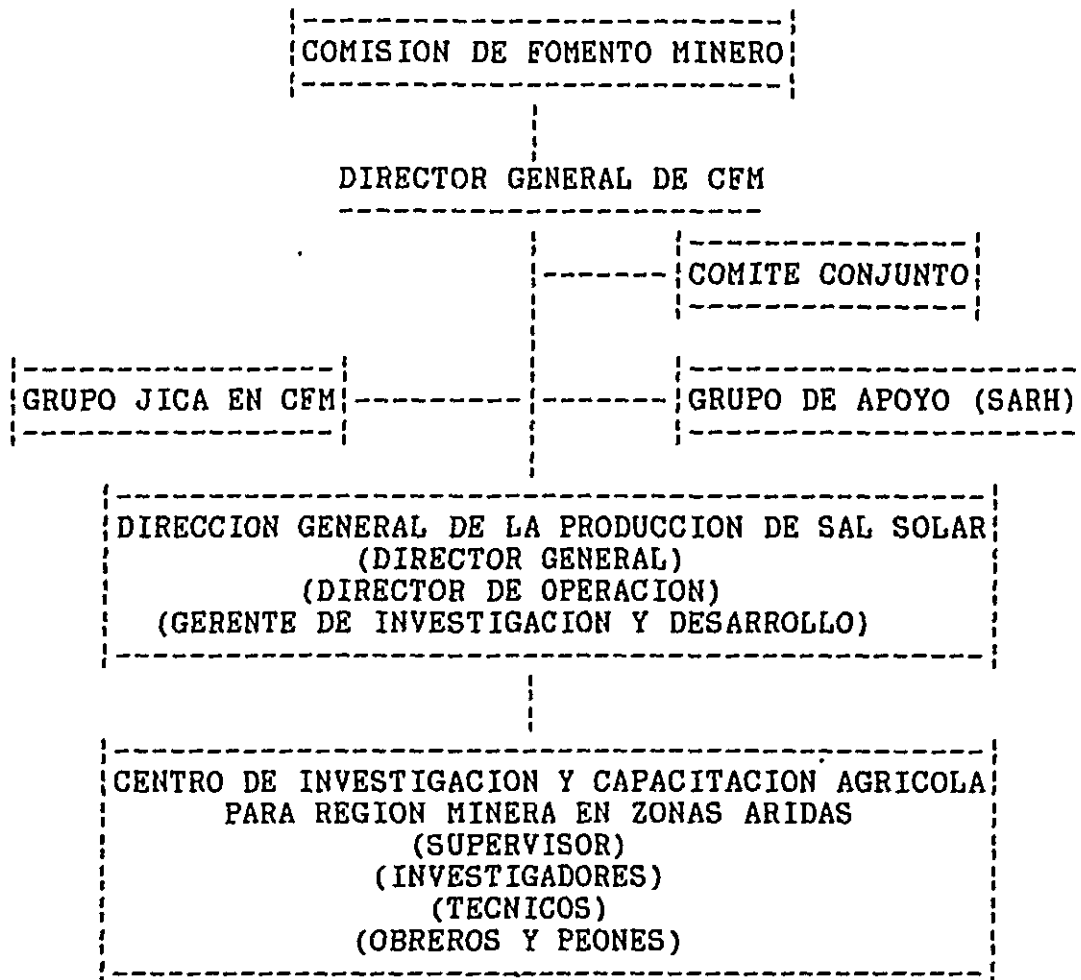 COMISION DE FOMENTO MINERO
DIRECTOR GENERAL DE CFM
COMITE CONJUNTO
GRUPO JICA EN CFM
GRUPO DE APOYO (SARH)
DIRECCION GENERAL DE LA PRODUCCION DE SAL SOLAR
(DIRECTOR GENERAL)
(DIRECTOR DE OPERACION)
(GERENTE DE INVESTIGACION Y DESARROLLO)
CENTRO DE INVESTIGACION Y CAPACITACION AGRICOLA
PARA REGION MINERA EN ZONAS ARIDAS
(SUPERVISOR)
(INVESTIGADORES)
(TECNICOS)
(OBREROS Y PEONES)